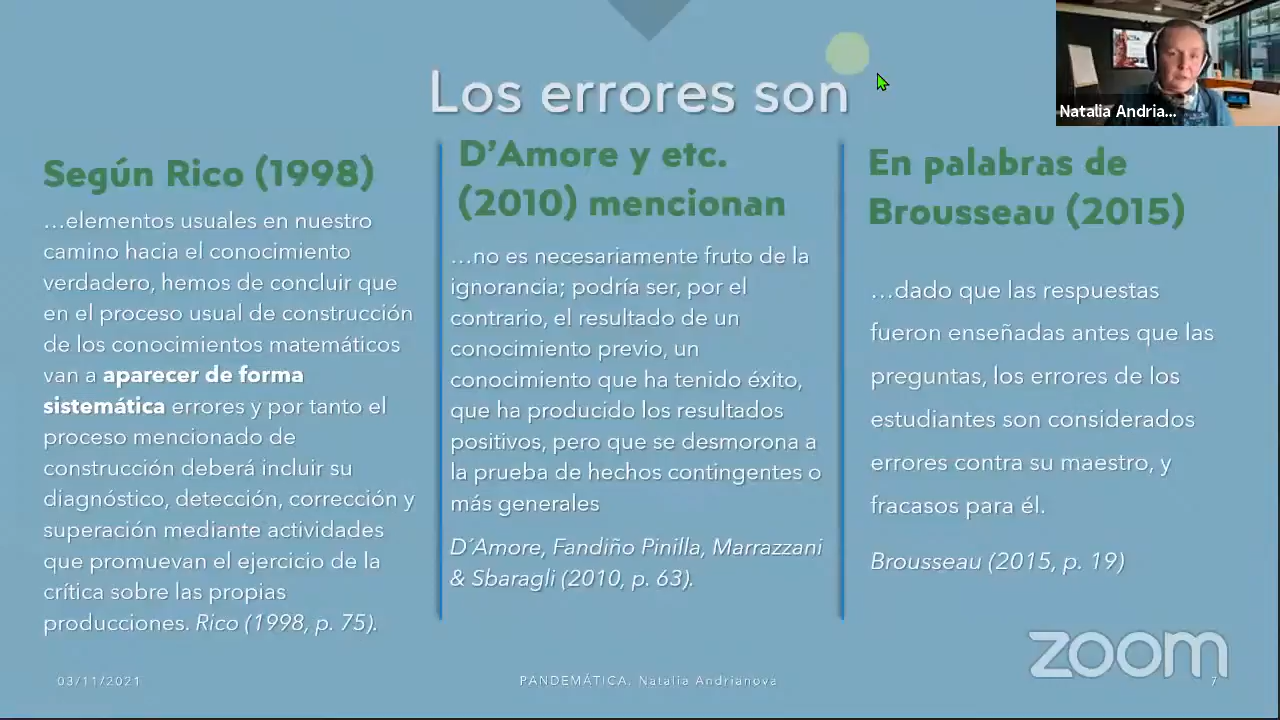 Los errores son
Según Rico (1998)
…elementos usuales en nuestro
camino hacia el conocimiento
verdadero, hemos de concluir que
en el proceso usual de construcción
de los conocimientos matemáticos
van a aparecer de forma
sistemática errores y por tanto el
proceso mencionado de
construcción deberá incluir su
diagnóstico, detección, corrección y
superación mediante actividades
que promuevan el ejercicio de la
crítica sobre las propias
producciones. Rico (1998, p. 75).
D’Amore y etc.
(2010) mencionan
…no es necesariamente fruto de la
ignorancia; podría ser, por el
contrario, el resultado de un
conocimiento previo, un
conocimiento que ha tenido éxito,
que ha producido los resultados
positivos, pero que se desmorona a
la prueba de hechos contingentes o
más generales
D´Amore, Fandiño Pinilla, Marrazzani
& Sbaragli (2010, p. 63).
En palabras de
Brousseau (2015)
…dado que las respuestas
fueron enseñadas antes que las
preguntas, los errores de los
estudiantes son considerados
errores contra su maestro, y
fracasos para él.
Brousseau (2015, p. 19)
Natalia Andria...
zoom
03/11/2021
PANDEMÁTICA. Natalia Andrianova
7